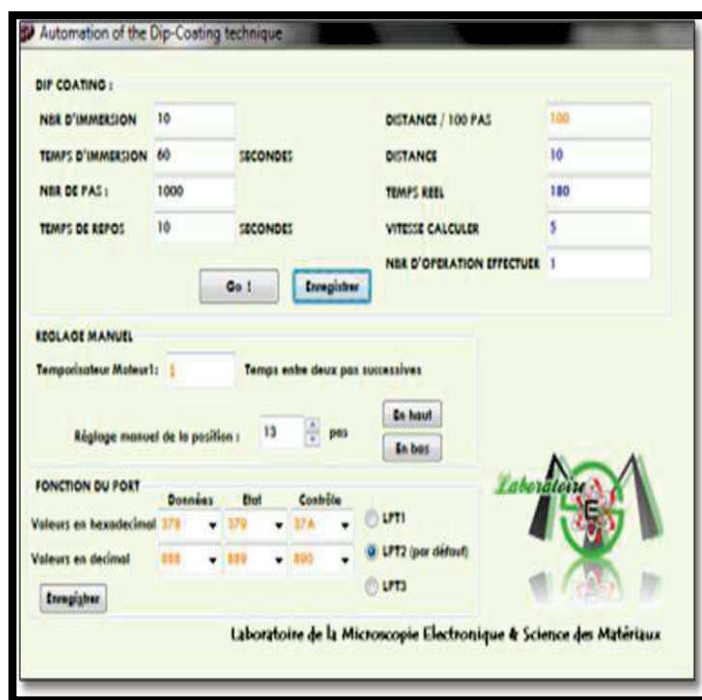 Automation of the Dip-Coating technique
DIP COATING :
NBR D'IMMERSION 10
TEMPS D'IMMERSION 60 SECONDES
NBR DE PAS : 1000
TEMPS DE REPOS 10 SECONDES
DISTANCE / 100 PAS 100
DISTANCE 10
TEMPS REEL 180
VITESSE CALCULER 5
NBR D'OPERATION EFFECTUER 1
Go ! Enregistrer
REGLAGE MANUEL
Temporisateur Moteur1: 5 Temps entre deux pas successives
Réglage manuel de la position : 13 pas
En haut
En bas
FONCTION DU PORT
Données Etat Contrôle
Valeurs en hexadecimal 378 379 37A
Valeurs en decimal 888 889 890
LPT1
LPT2 (par défaut)
LPT3
Enregistrer
Laboratoire
E
Laboratoire de la Microscopie Electronique & Science des Matériaux